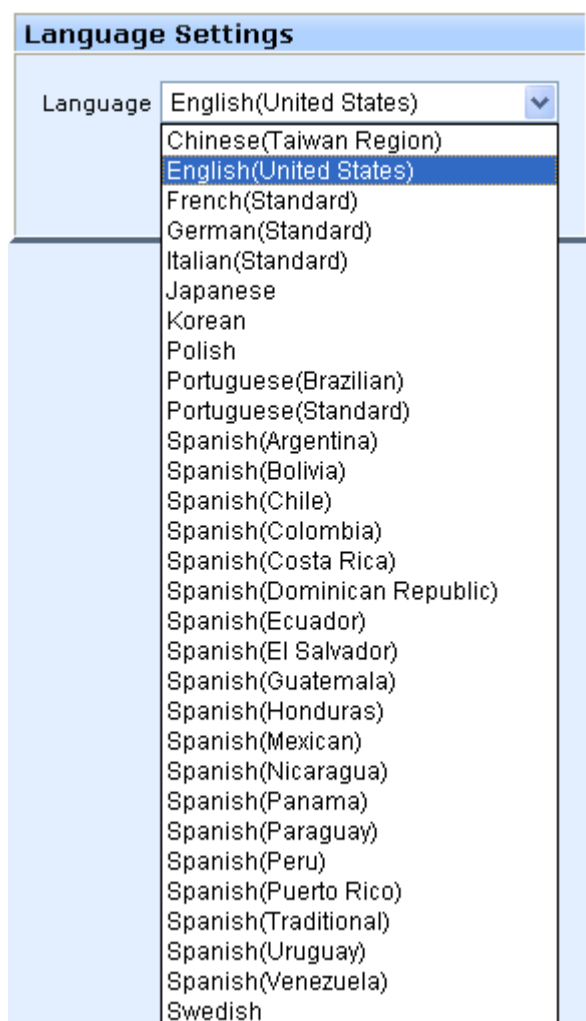 Language Settings
Language English(United States)
Chinese(Taiwan Region)
English(United States)
French(Standard)
German(Standard)
Italian(Standard)
Japanese
Korean
Polish
Portuguese(Brazilian)
Portuguese(Standard)
Spanish(Argentina)
Spanish(Bolivia)
Spanish(Chile)
Spanish(Colombia)
Spanish(Costa Rica)
Spanish(Dominican Republic)
Spanish(Ecuador)
Spanish(El Salvador)
Spanish(Guatemala)
Spanish(Honduras)
Spanish(Mexican)
Spanish(Nicaragua)
Spanish(Panama)
Spanish(Paraguay)
Spanish(Peru)
Spanish(Puerto Rico)
Spanish(Traditional)
Spanish(Uruguay)
Spanish(Venezuela)
Swedish